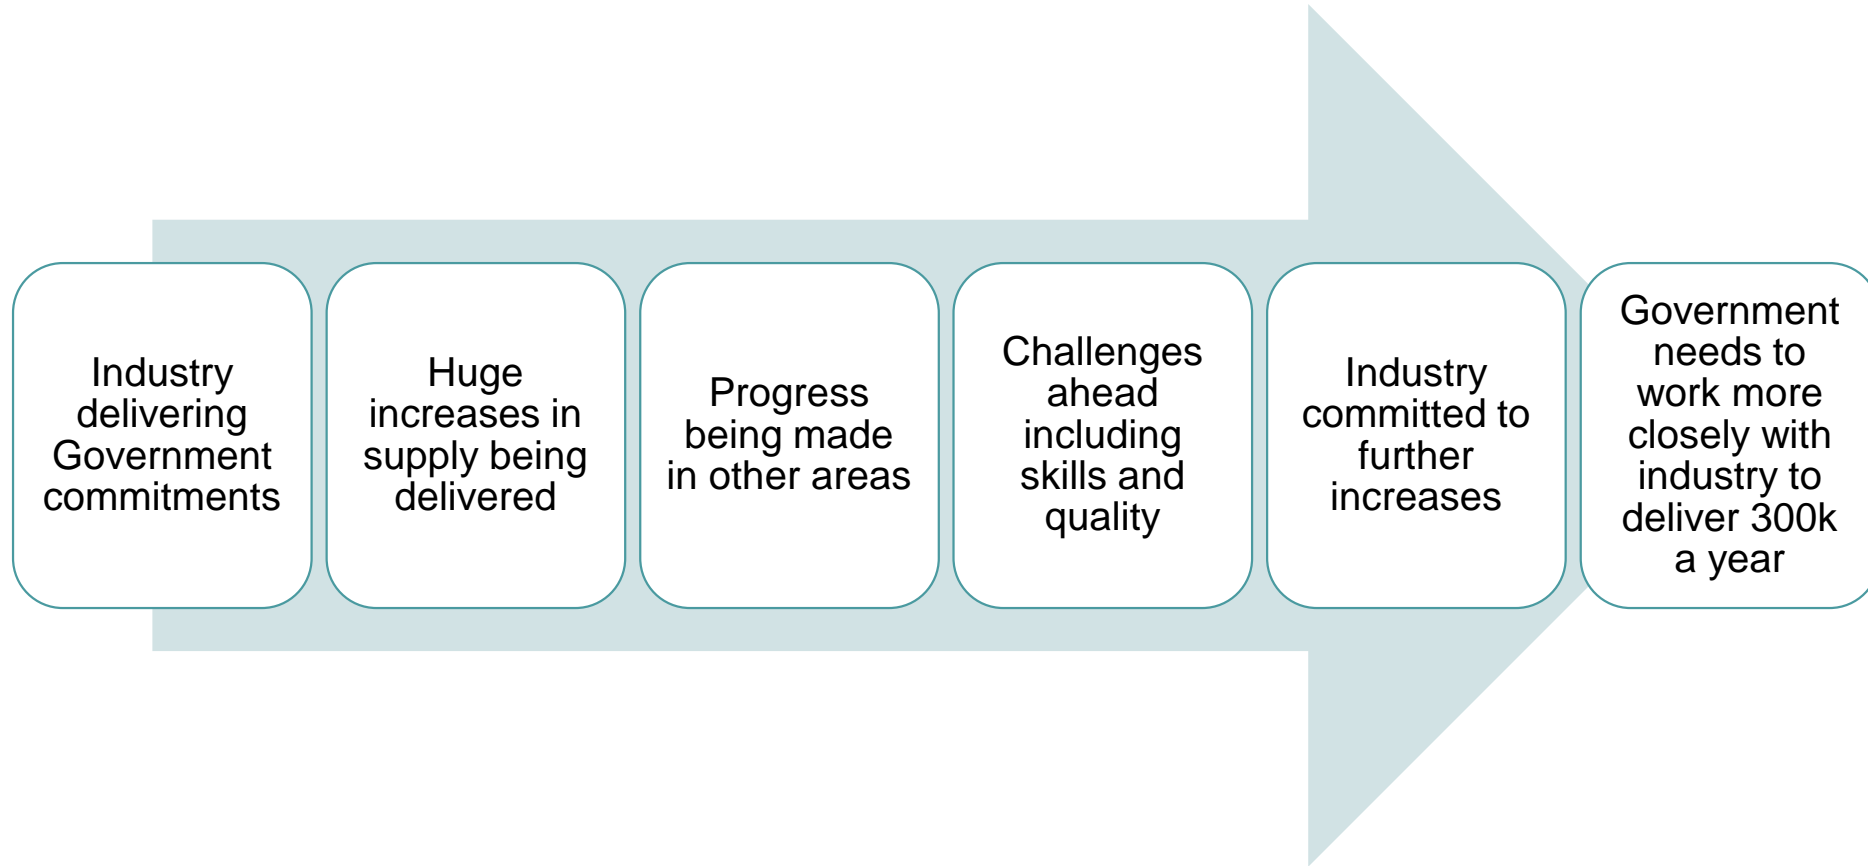 Industry
delivering
Government
commitments
Huge
increases in
supply being
delivered
Progress
being made
in other areas
Challenges
ahead
including
skills and
quality
Industry
committed to
further
increases
Government
needs to
work more
closely with
industry to
deliver 300k
a year